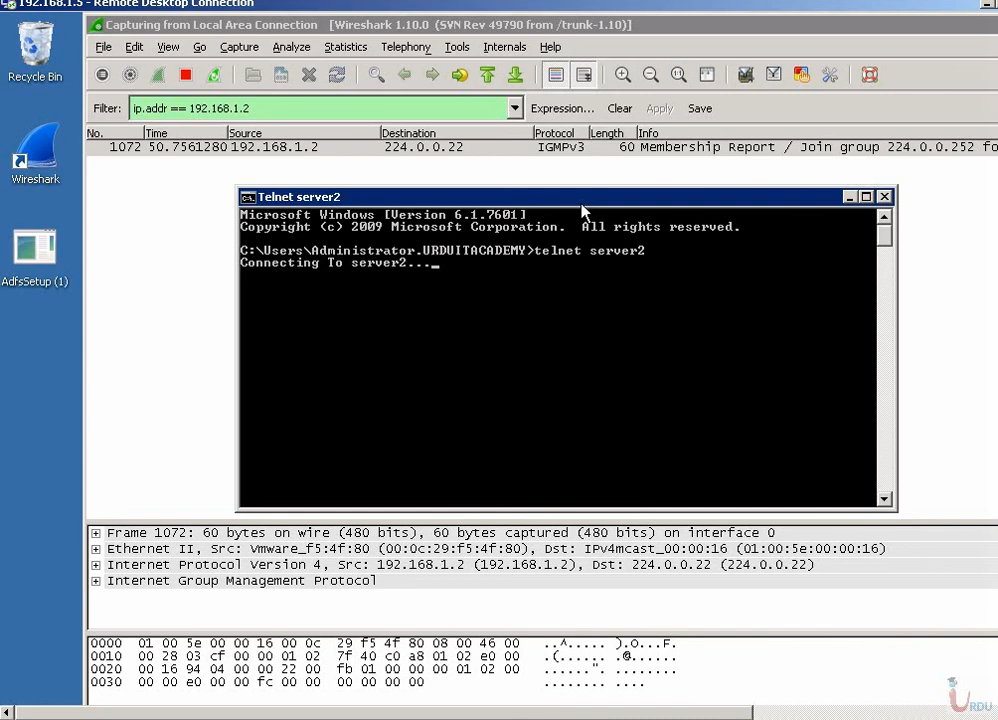 192.168.1.5 - Remote Desktop Connection
Capturing from Local Area Connection [Wireshark 1.10.0 (SVN Rev 49790 from /trunk-1.10)]
File Edit View Go Capture Analyze Statistics Telephony Tools Internals Help
Filter: ip.addr == 192.168.1.2 Expression... Clear Apply Save
No. Time Source Destination Protocol Length Info
1072 50.7561280 192.168.1.2 224.0.0.22 IGMPv3 60 Membership Report / Join group 224.0.0.252 fo
Recycle Bin
Wireshark
AdfsSetup (1)
Telnet server2
Microsoft Windows [Version 6.1.7601]
Copyright (c) 2009 Microsoft Corporation. All rights reserved.
C:\Users\Administrator.URDUITACADEMY>telnet server2
Connecting To server2..._
Frame 1072: 60 bytes on wire (480 bits), 60 bytes captured (480 bits) on interface 0
Ethernet II, Src: Vmware_f5:4f:80 (00:0c:29:f5:4f:80), Dst: IPv4mcast_00:00:16 (01:00:5e:00:00:16)
Internet Protocol Version 4, Src: 192.168.1.2 (192.168.1.2), Dst: 224.0.0.22 (224.0.0.22)
Internet Group Management Protocol
0000 01 00 5e 00 00 16 00 0c 29 f5 4f 80 08 00 46 00 ..^..... ).O...F.
0010 00 28 03 cf 00 00 01 02 7f 40 c0 a8 01 02 e0 00 .(...... .@......
0020 00 16 94 04 00 00 22 00 fb 01 00 00 00 01 02 00 ......". ........
0030 00 00 e0 00 00 fc 00 00 00 00 00 00 ........ ....
URDU